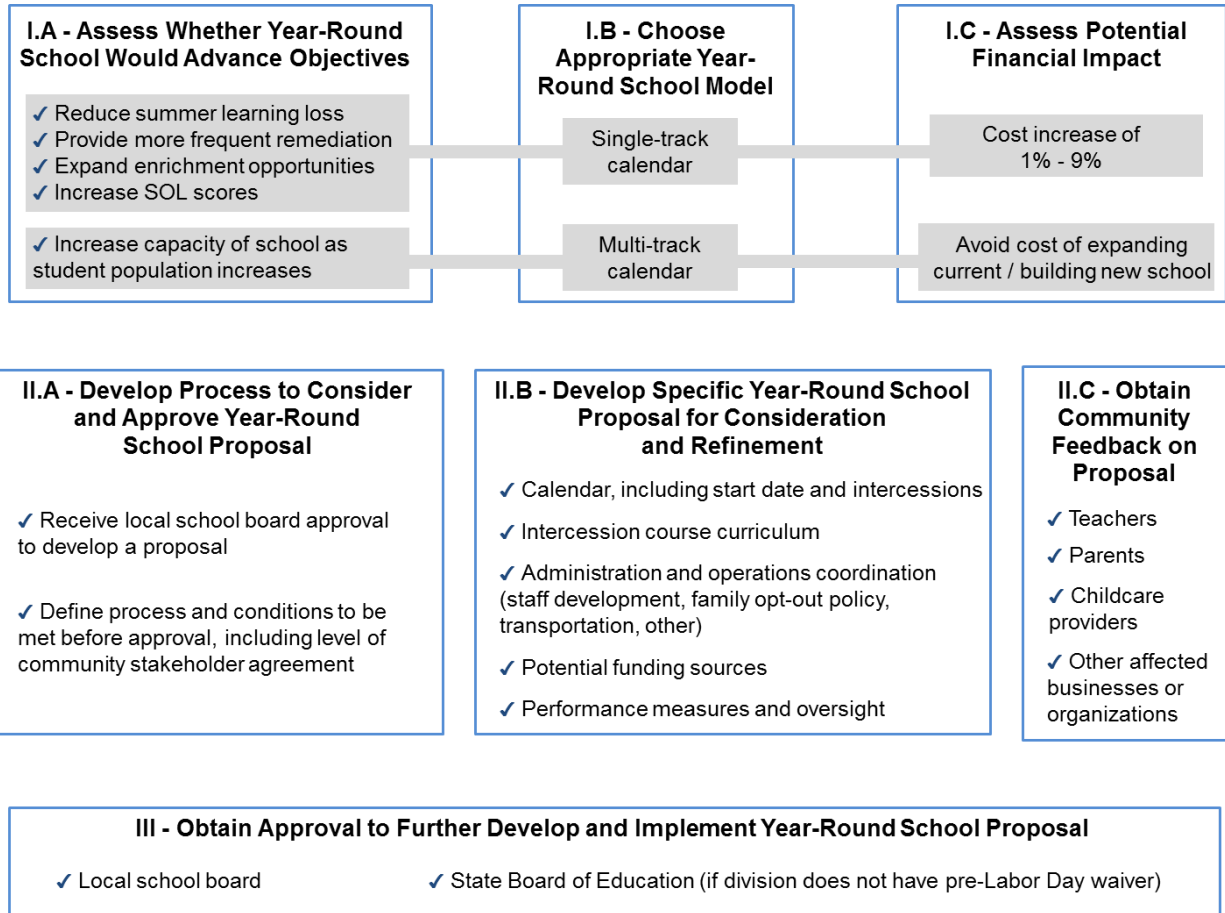 I.A - Assess Whether Year-Round
School Would Advance Objectives
✓ Reduce summer learning loss
✓ Provide more frequent remediation
✓ Expand enrichment opportunities
✓ Increase SOL scores
✓ Increase capacity of school as
student population increases
I.B - Choose
Appropriate Year-
Round School Model
Single-track
calendar
Multi-track
calendar
I.C - Assess Potential
Financial Impact
Cost increase of
1% - 9%
Avoid cost of expanding
current / building new school
II.A - Develop Process to Consider
and Approve Year-Round
School Proposal
✓ Receive local school board approval
to develop a proposal
✓ Define process and conditions to be
met before approval, including level of
community stakeholder agreement
II.B - Develop Specific Year-Round School
Proposal for Consideration
and Refinement
✓ Calendar, including start date and intercessions
✓ Intercession course curriculum
✓ Administration and operations coordination
(staff development, family opt-out policy,
transportation, other)
✓ Potential funding sources
✓ Performance measures and oversight
II.C - Obtain
Community
Feedback on
Proposal
✓ Teachers
✓ Parents
✓ Childcare
providers
✓ Other affected
businesses or
organizations
III - Obtain Approval to Further Develop and Implement Year-Round School Proposal
✓ Local school board
✓ State Board of Education (if division does not have pre-Labor Day waiver)